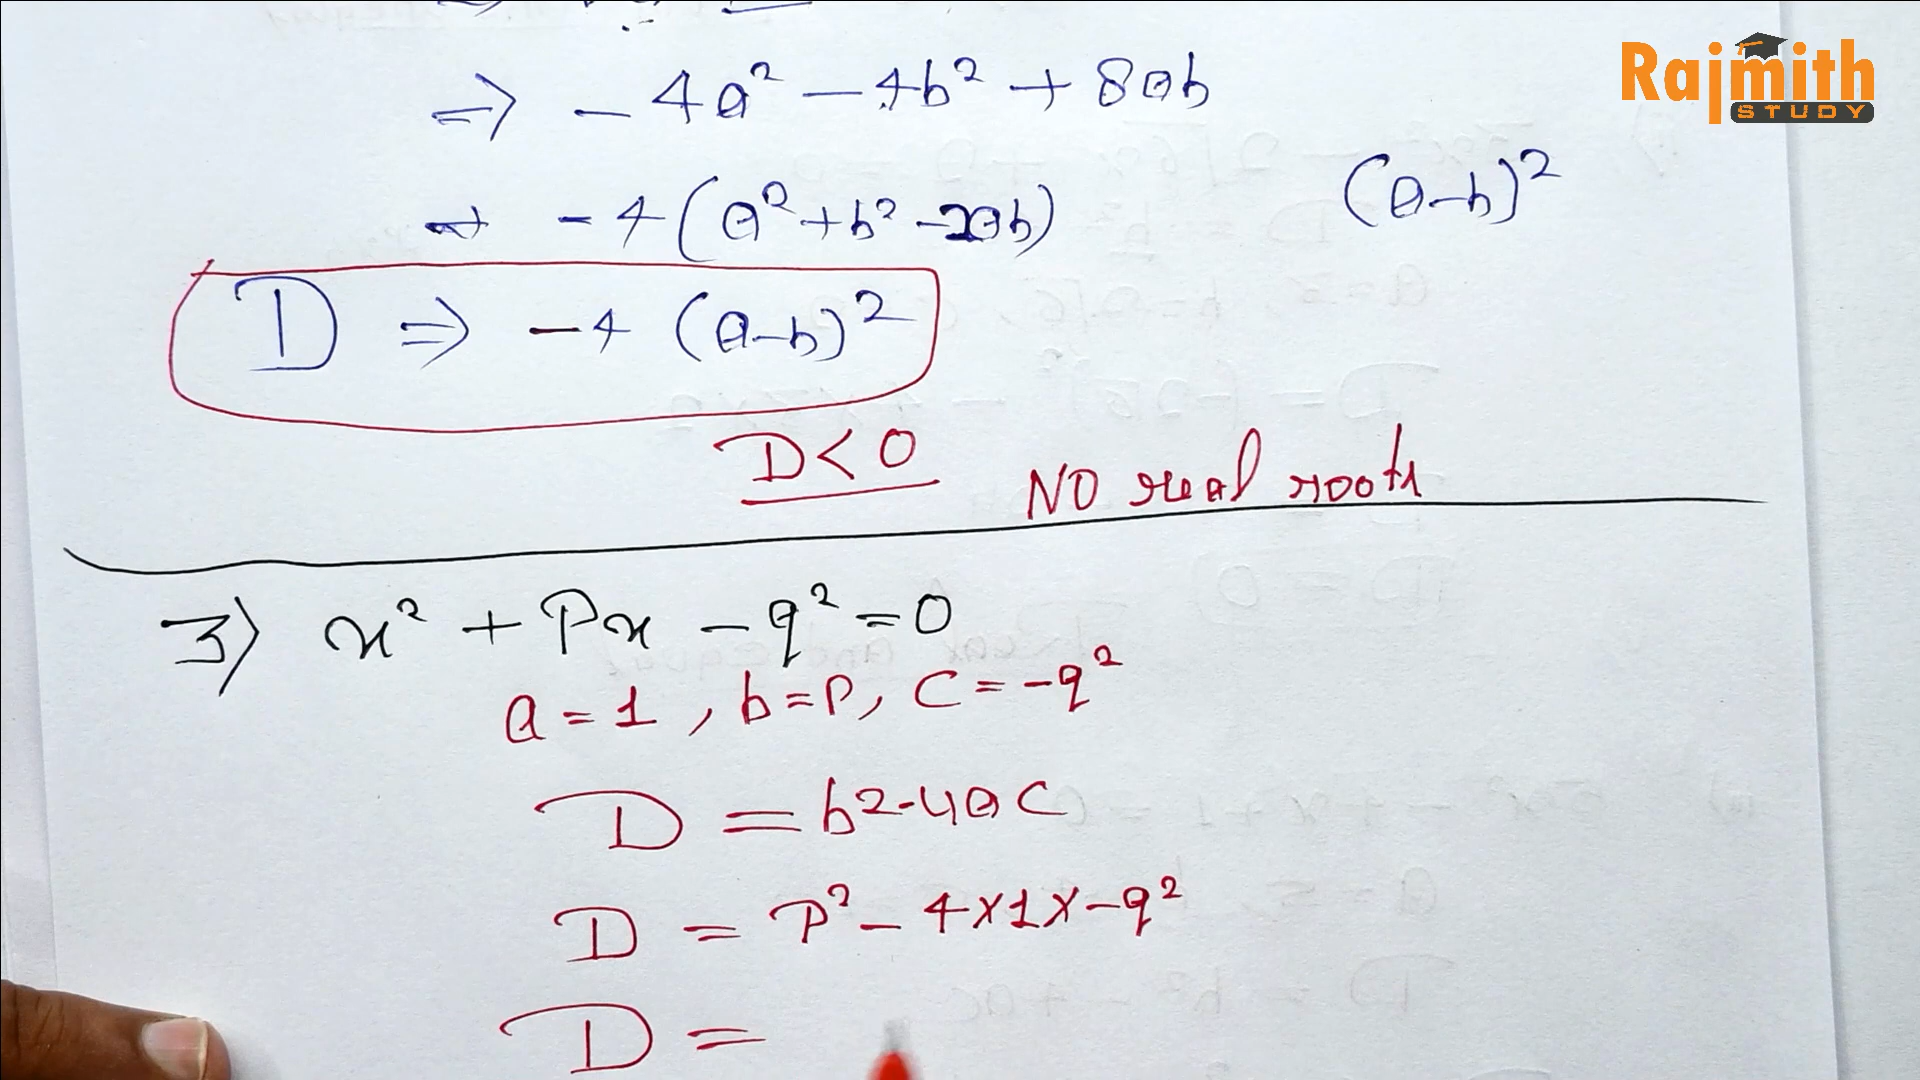 ⇒ - 4a² - 4b² + 8ab
Rajmith
STUDY
→ - 4(a² + b² - 2ab)
(a-b)²
D ⇒ - 4 (a-b)²
D < 0
NO real roots
3) x² + Px - q² = 0
a = 1 , b = P, C = - q²
D = b² - 4ac
D = P² - 4 x 1 x - q²
D =